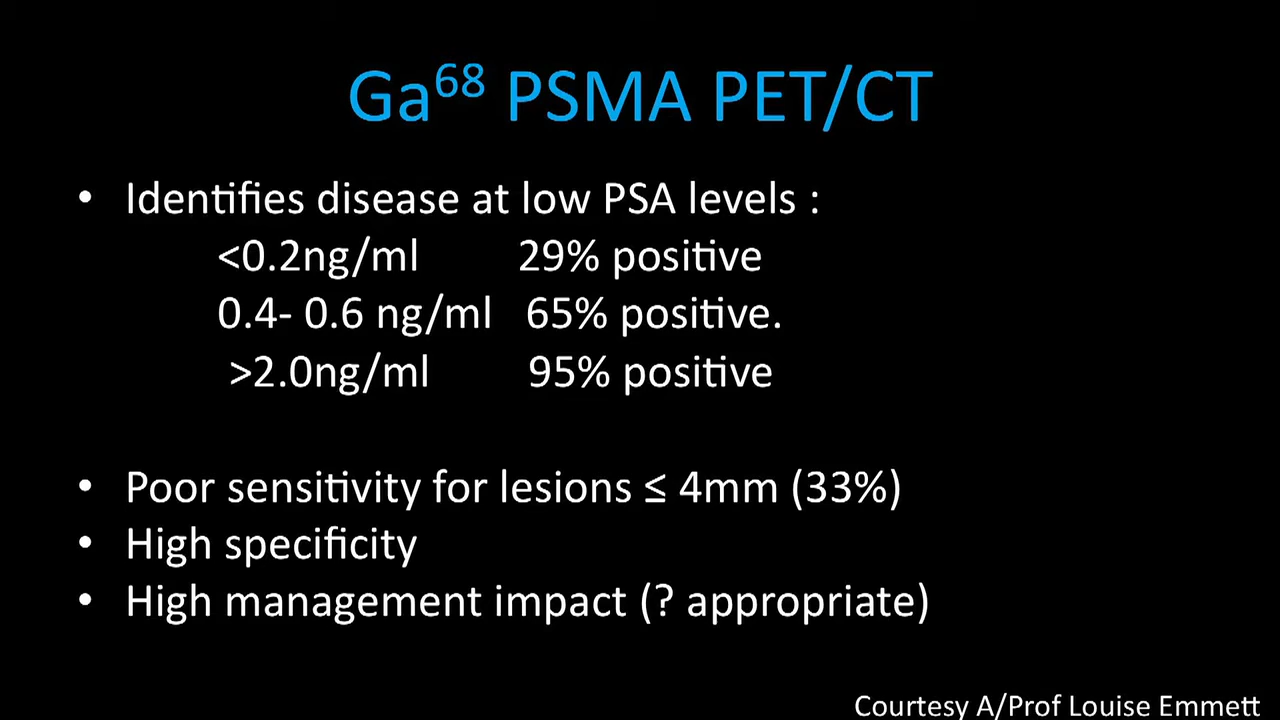 Ga⁶⁸ PSMA PET/CT
• Identifies disease at low PSA levels :
<0.2ng/ml 29% positive
0.4- 0.6 ng/ml 65% positive.
>2.0ng/ml 95% positive
• Poor sensitivity for lesions ≤ 4mm (33%)
• High specificity
• High management impact (? appropriate)
Courtesy A/Prof Louise Emmett